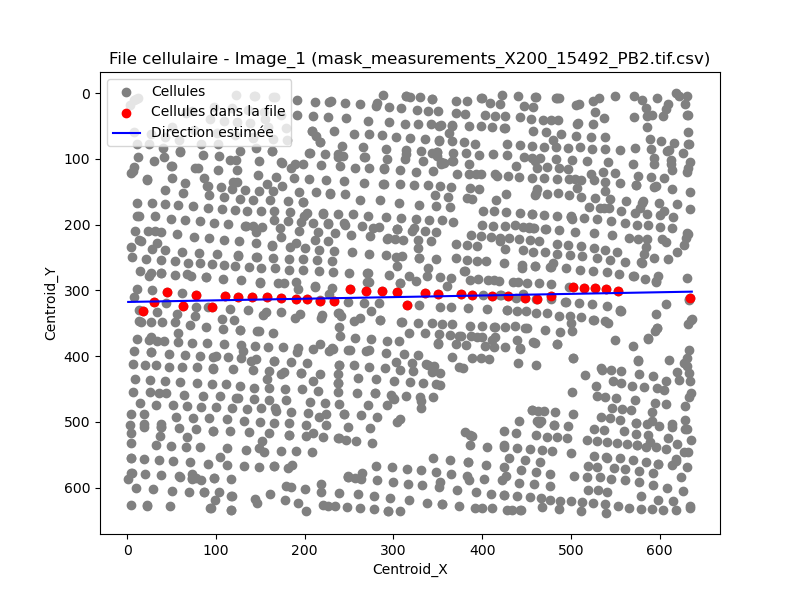 File cellulaire - Image_1 (mask_measurements_X200_15492_PB2.tif.csv)
Cellules
Cellules dans la file
Direction estimée
0
100
200
300
400
500
600
Centroid_Y
0 100 200 300 400 500 600
Centroid_X